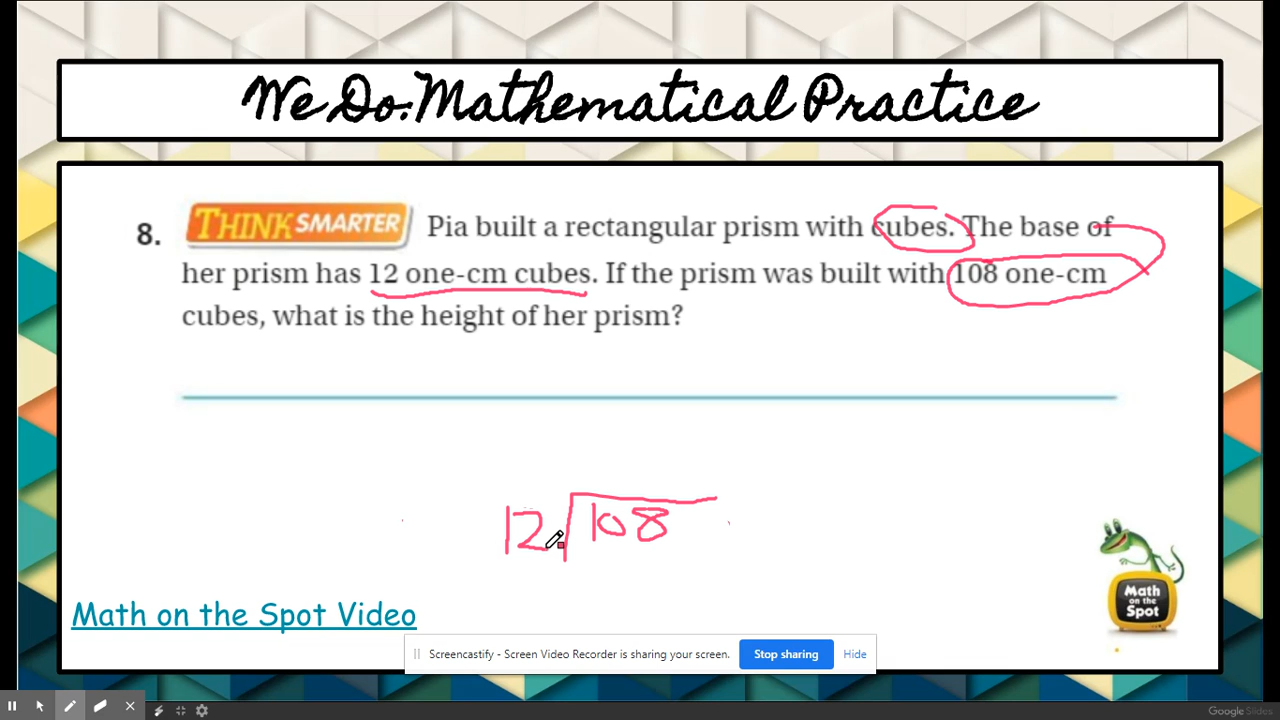 We Do: Mathematical Practice
8. THINK SMARTER Pia built a rectangular prism with cubes. The base of
her prism has 12 one-cm cubes. If the prism was built with 108 one-cm
cubes, what is the height of her prism?
12 108
Math on the Spot Video
Math
on the
Spot
Screencastify - Screen Video Recorder is sharing your screen.
Stop sharing
Hide
Google Slides